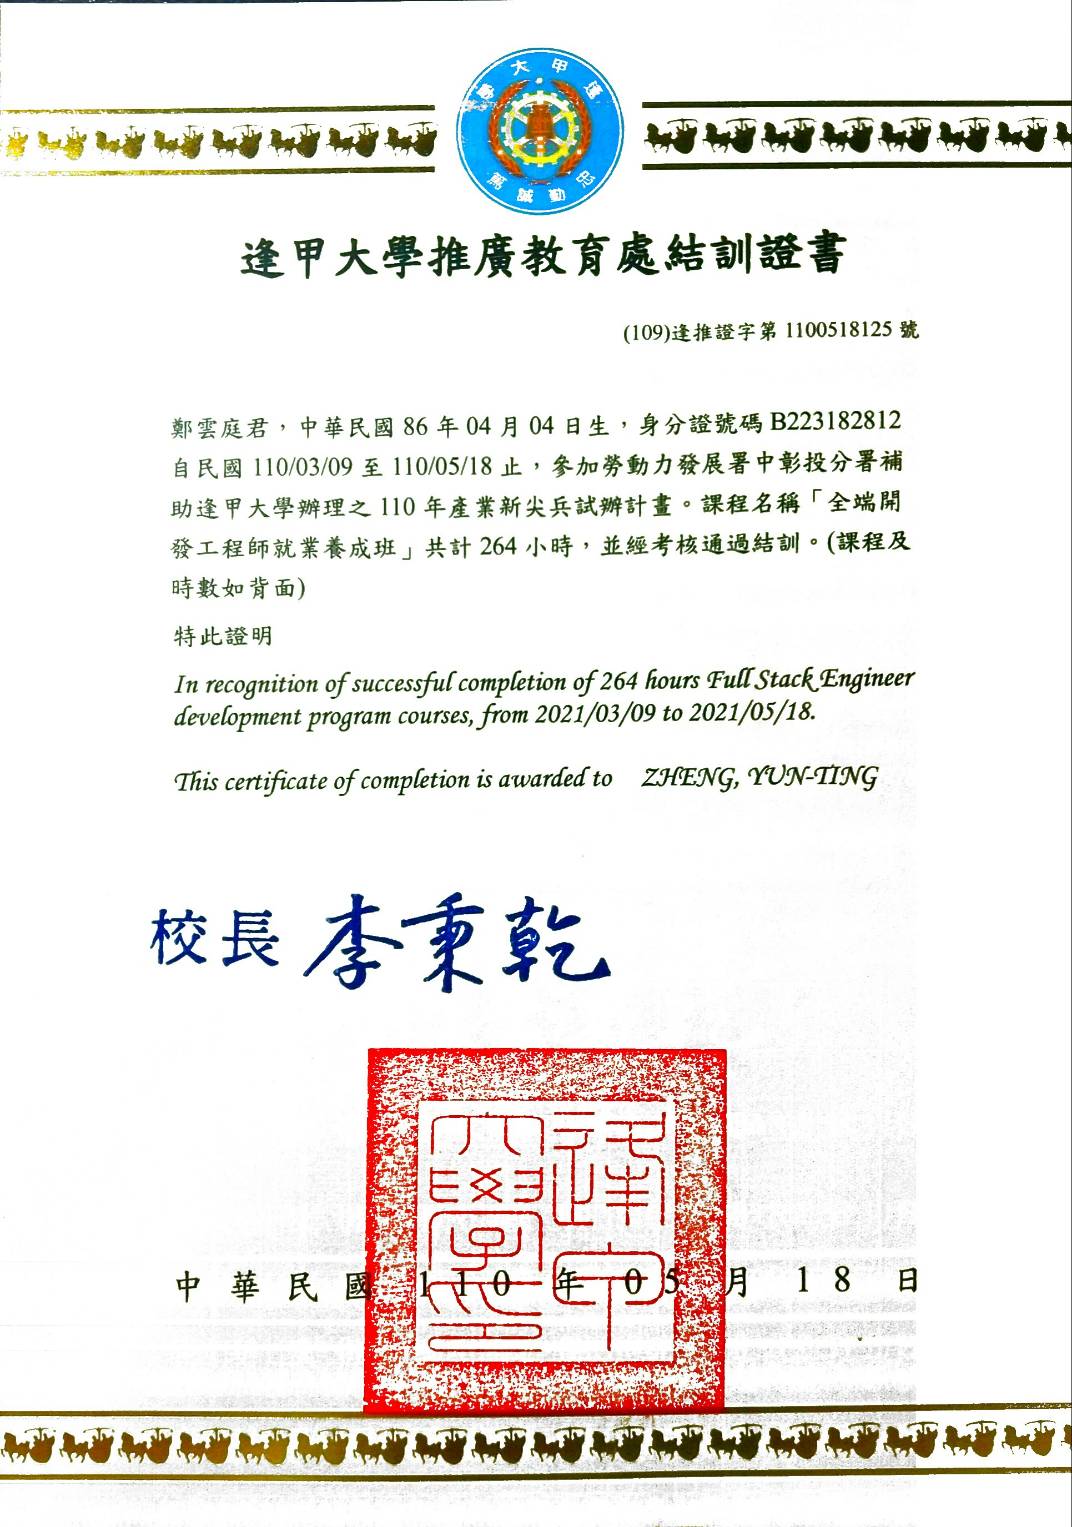 逢甲大學
忠勤誠篤
逢甲大學推廣教育處結訓證書
(109)逢推證字第 1100518125 號
鄭雲庭君，中華民國 86 年 04 月 04 日生，身分證號碼 B223182812
自民國 110/03/09 至 110/05/18 止，參加勞動力發展署中彰投分署補
助逢甲大學辦理之 110 年產業新尖兵試辦計畫。課程名稱「全端開
發工程師就業養成班」共計 264 小時，並經考核通過結訓。(課程及
時數如背面)
特此證明
In recognition of successful completion of 264 hours Full Stack Engineer
development program courses, from 2021/03/09 to 2021/05/18.
This certificate of completion is awarded to ZHENG, YUN-TING
校長 李秉乾
逢甲
大學之印
中華民國 110 年 05 月 18 日